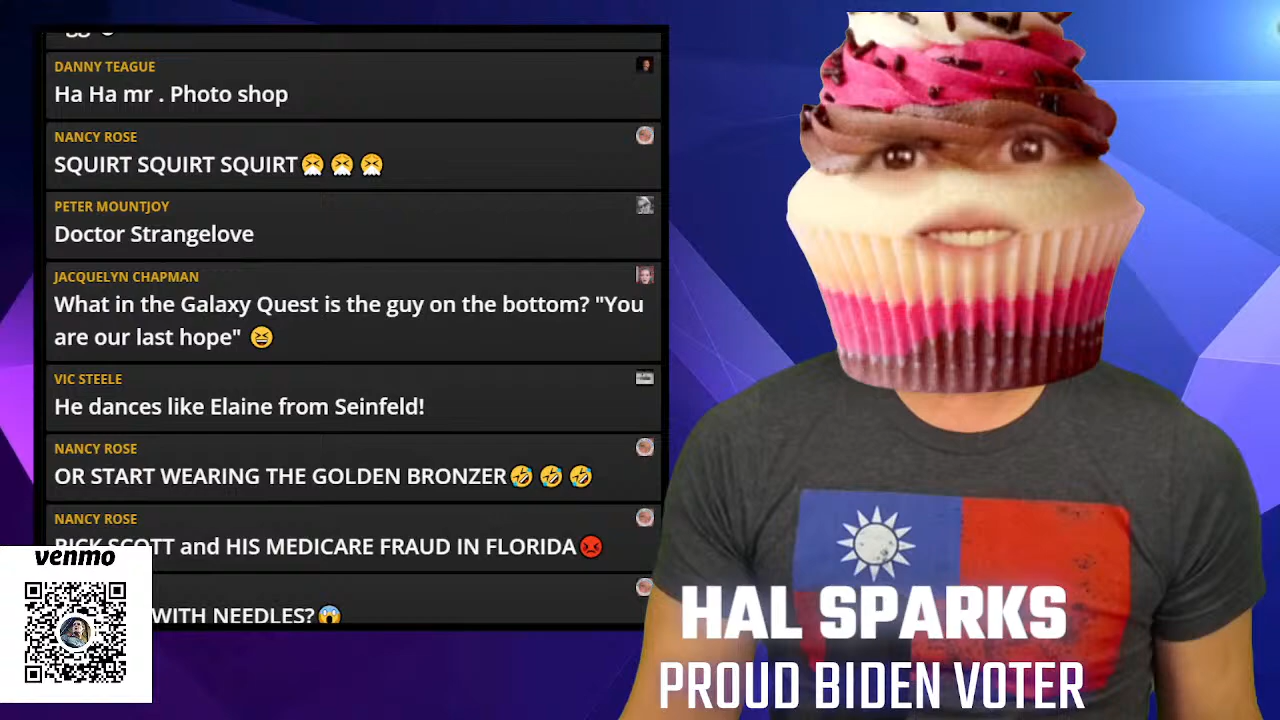 DANNY TEAGUE
Ha Ha mr . Photo shop
NANCY ROSE
SQUIRT SQUIRT SQUIRT🤧🤧🤧
PETER MOUNTJOY
Doctor Strangelove
JACQUELYN CHAPMAN
What in the Galaxy Quest is the guy on the bottom? "You
are our last hope" 😆
VIC STEELE
He dances like Elaine from Seinfeld!
NANCY ROSE
OR START WEARING THE GOLDEN BRONZER🤣🤣🤣
NANCY ROSE
RICK SCOTT and HIS MEDICARE FRAUD IN FLORIDA😡
WITH NEEDLES?😱
venmo
HAL SPARKS
PROUD BIDEN VOTER